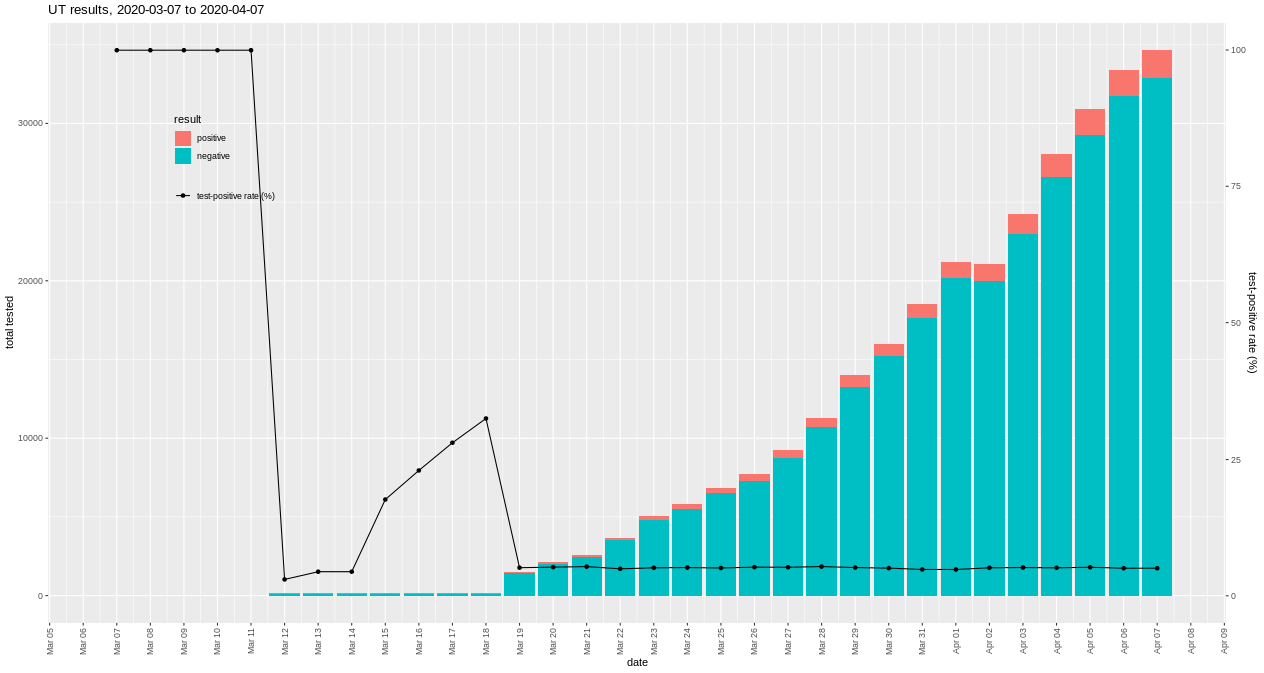 UT results, 2020-03-07 to 2020-04-07
result
positive
negative
test-positive rate (%)
total tested
30000
20000
10000
0
100
75
50
25
0
test-positive rate (%)
Mar 05
Mar 06
Mar 07
Mar 08
Mar 09
Mar 10
Mar 11
Mar 12
Mar 13
Mar 14
Mar 15
Mar 16
Mar 17
Mar 18
Mar 19
Mar 20
Mar 21
Mar 22
Mar 23
Mar 24
Mar 25
Mar 26
Mar 27
Mar 28
Mar 29
Mar 30
Mar 31
Apr 01
Apr 02
Apr 03
Apr 04
Apr 05
Apr 06
Apr 07
Apr 08
Apr 09
date